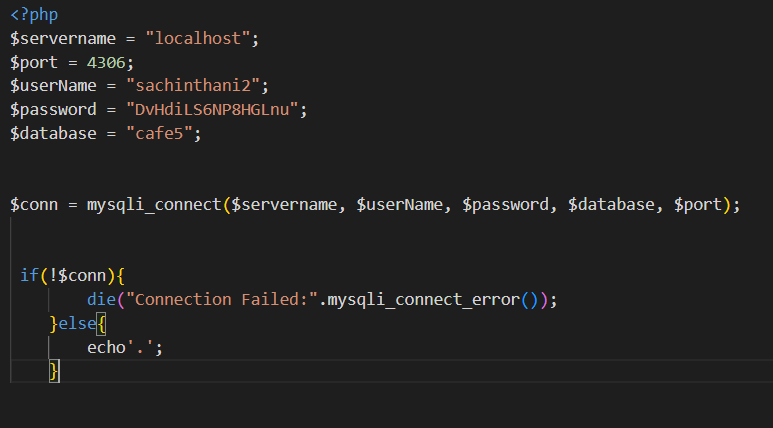 <?php
$servername = "localhost";
$port = 4306;
$userName = "sachinthani2";
$password = "DvHdiLS6NP8HGLnu";
$database = "cafe5";
$conn = mysqli_connect($servername, $userName, $password, $database, $port);
if(!$conn){
die("Connection Failed:".mysqli_connect_error());
}else{
echo'.';
}